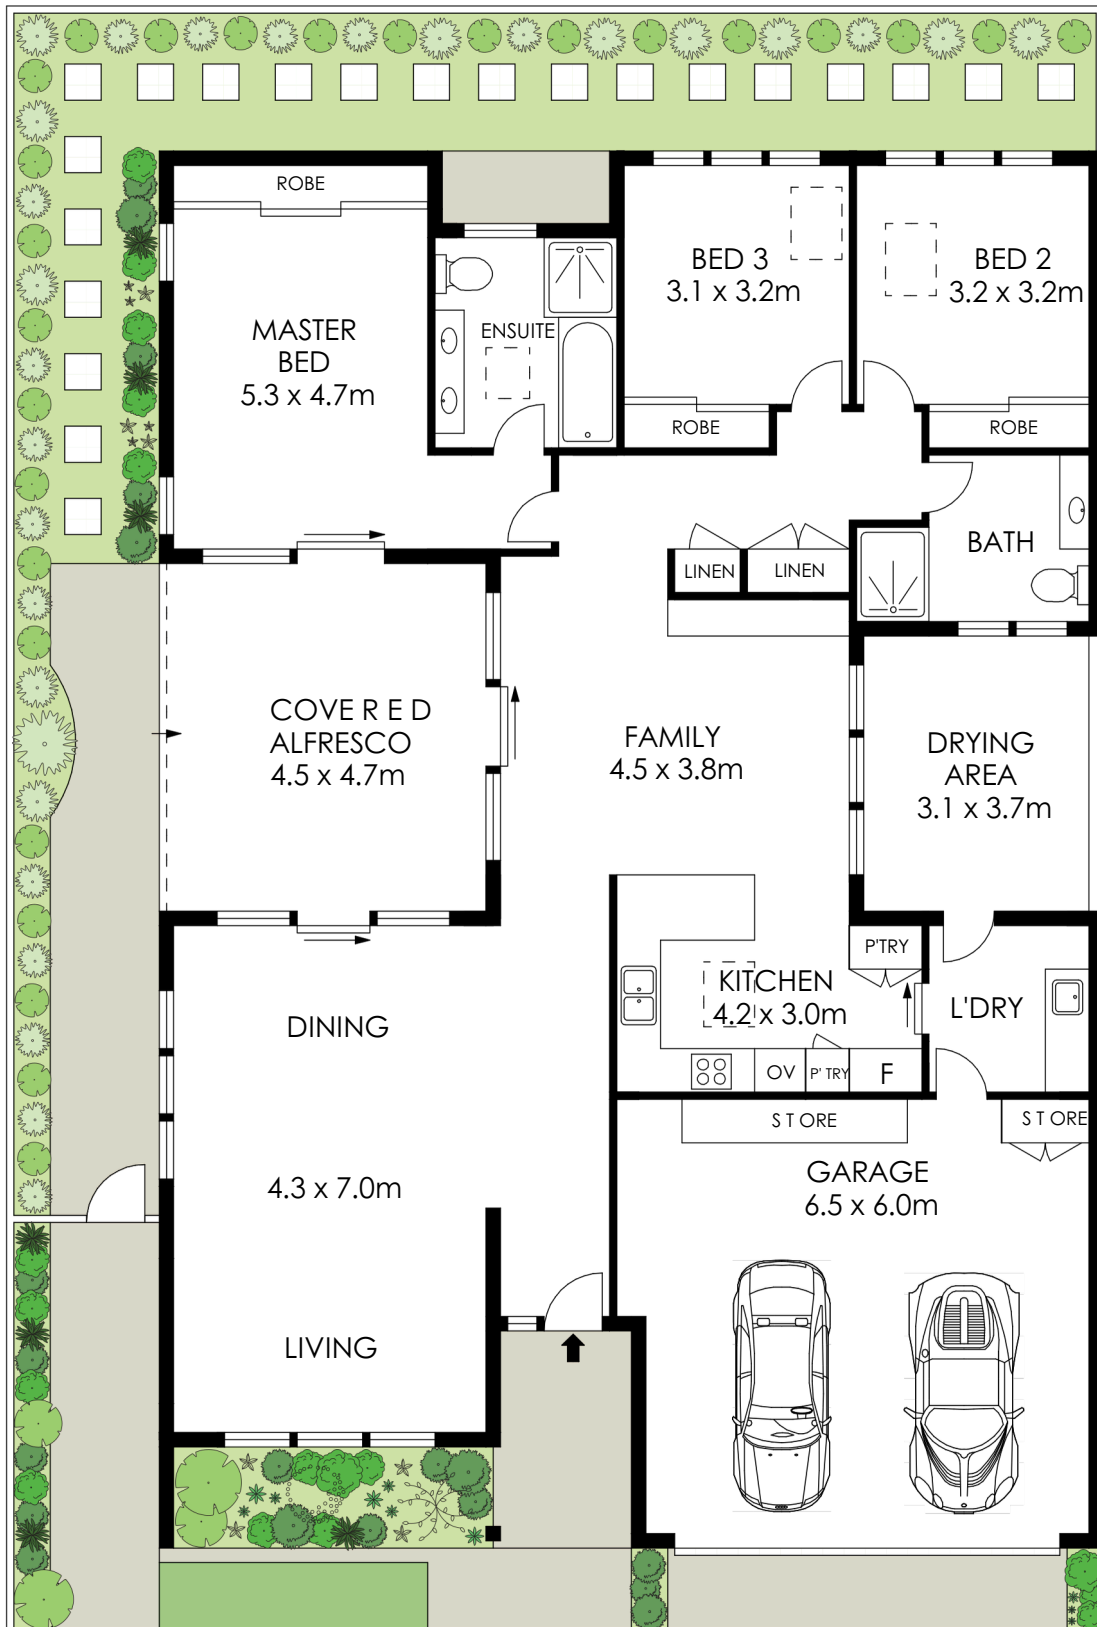 ROBE
MASTER
BED
5.3 x 4.7m
ENSUITE
BED 3
3.1 x 3.2m
ROBE
BED 2
3.2 x 3.2m
ROBE
BATH
LINEN
LINEN
COVE R E D
ALFRESCO
4.5 x 4.7m
FAMILY
4.5 x 3.8m
DRYING
AREA
3.1 x 3.7m
P'TRY
KITCHEN
4.2 x 3.0m
L'DRY
OV
P' TRY
F
DINING
4.3 x 7.0m
LIVING
S T ORE
S T ORE
GARAGE
6.5 x 6.0m